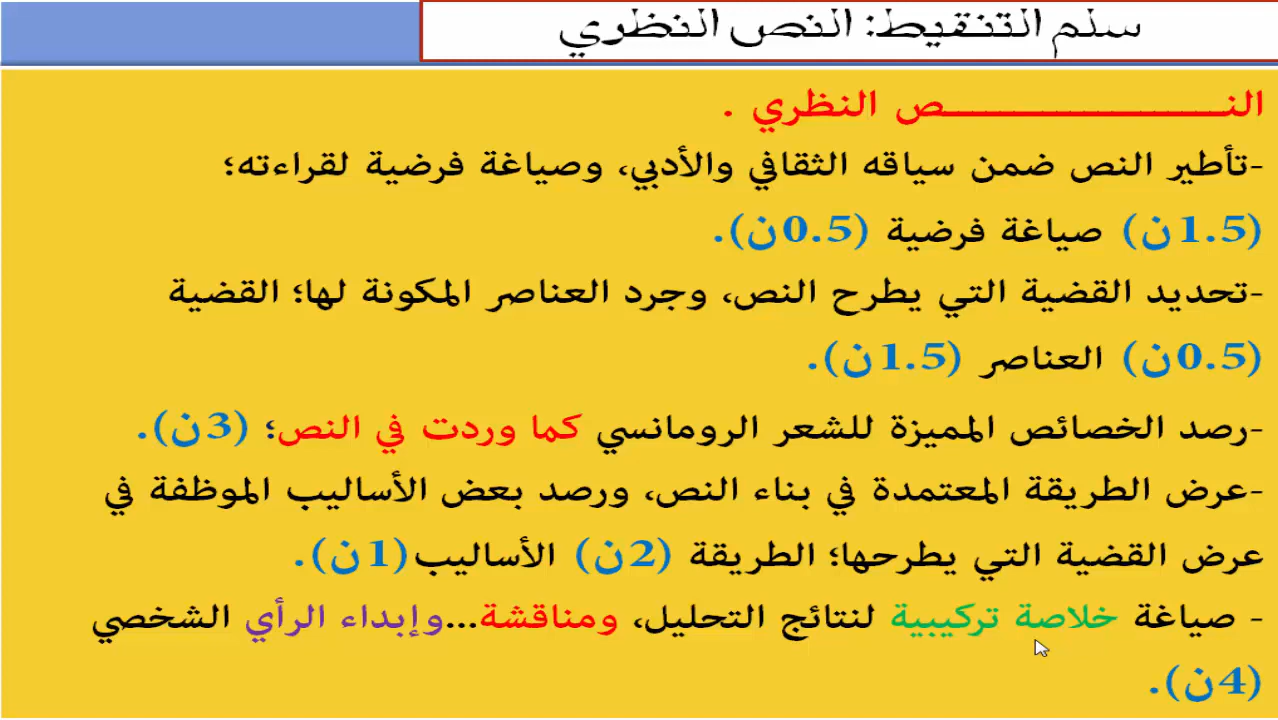 سلم التنقيط: النص النظري
النــــــــــــــــــــص النظري .
-تأطير النص ضمن سياقه الثقافي والأدبي، وصياغة فرضية لقراءته؛
(1.5ن) صياغة فرضية (0.5ن).
-تحديد القضية التي يطرح النص، وجرد العناصر المكونة لها؛ القضية
(0.5ن) العناصر (1.5ن).
-رصد الخصائص المميزة للشعر الرومانسي كما وردت في النص؛ (3ن).
-عرض الطريقة المعتمدة في بناء النص، ورصد بعض الأساليب الموظفة في
عرض القضية التي يطرحها؛ الطريقة (2ن) الأساليب(1ن).
- صياغة خلاصة تركيبية لنتائج التحليل، ومناقشة...وإبداء الرأي الشخصي
(4ن).